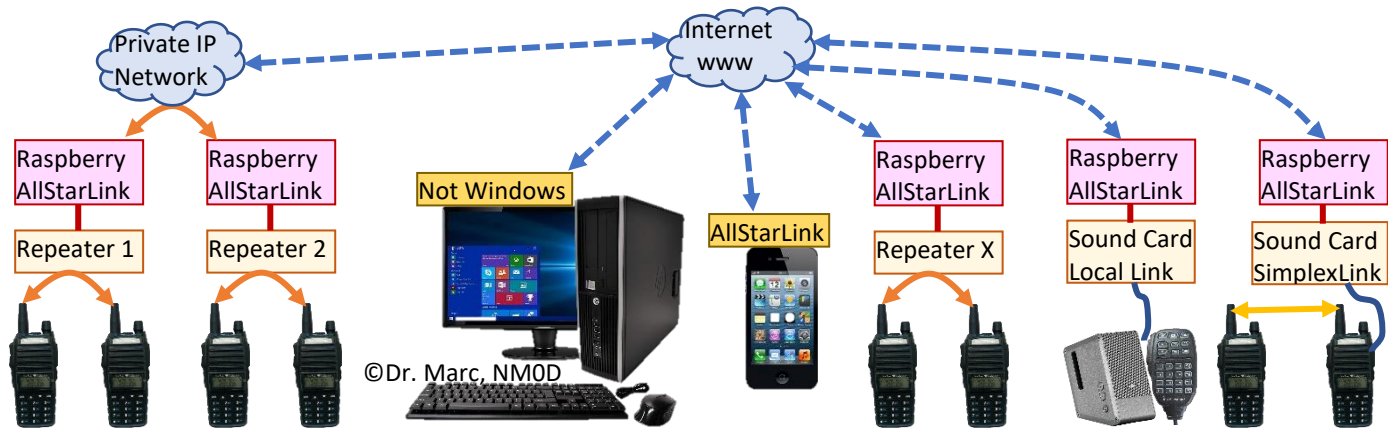 Private IP
Network
Internet
www
Raspberry
AllStarLink
Raspberry
AllStarLink
Not Windows
AllStarLink
Raspberry
AllStarLink
Raspberry
AllStarLink
Raspberry
AllStarLink
Repeater 1
Repeater 2
Repeater X
Sound Card
Local Link
Sound Card
SimplexLink
©Dr. Marc, NM0D